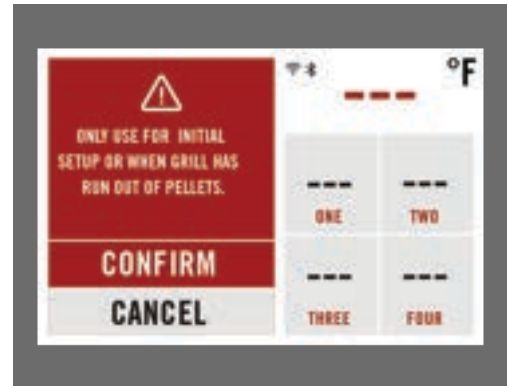 ONLY USE FOR INITIAL
SETUP OR WHEN GRILL HAS
RUN OUT OF PELLETS.
CONFIRM
CANCEL
°F
---
---
ONE
---
TWO
---
THREE
---
FOUR